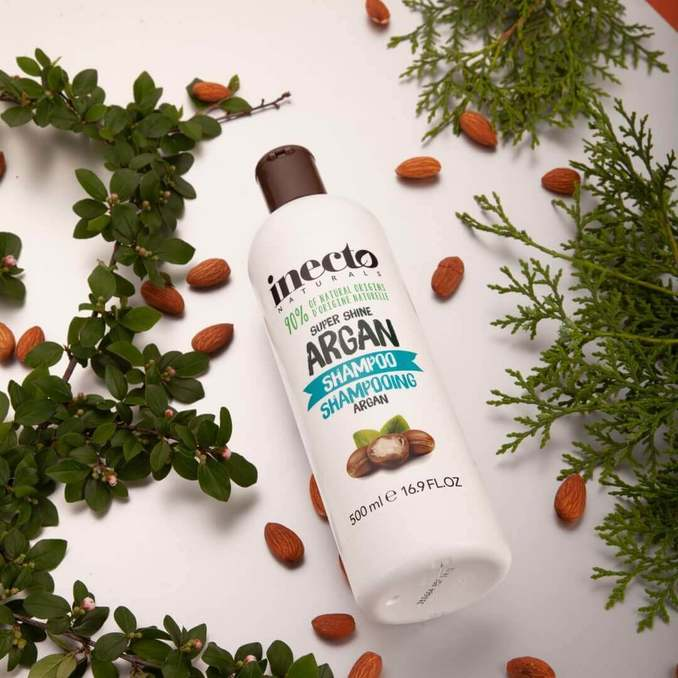 inecto
NATURALS
90% OF NATURAL ORIGINS
D'ORIGINE NATURELLE
SUPER SHINE
ARGAN
SHAMPOO
SHAMPOOING
ARGAN
500 ml ℮ 16.9 FL.OZ